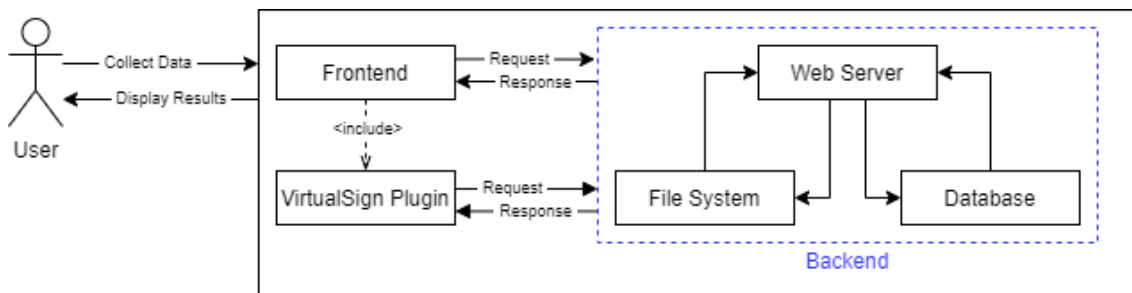 Collect Data
Display Results
User
Frontend
<include>
VirtualSign Plugin
Request
Response
Request
Response
Web Server
File System
Database
Backend